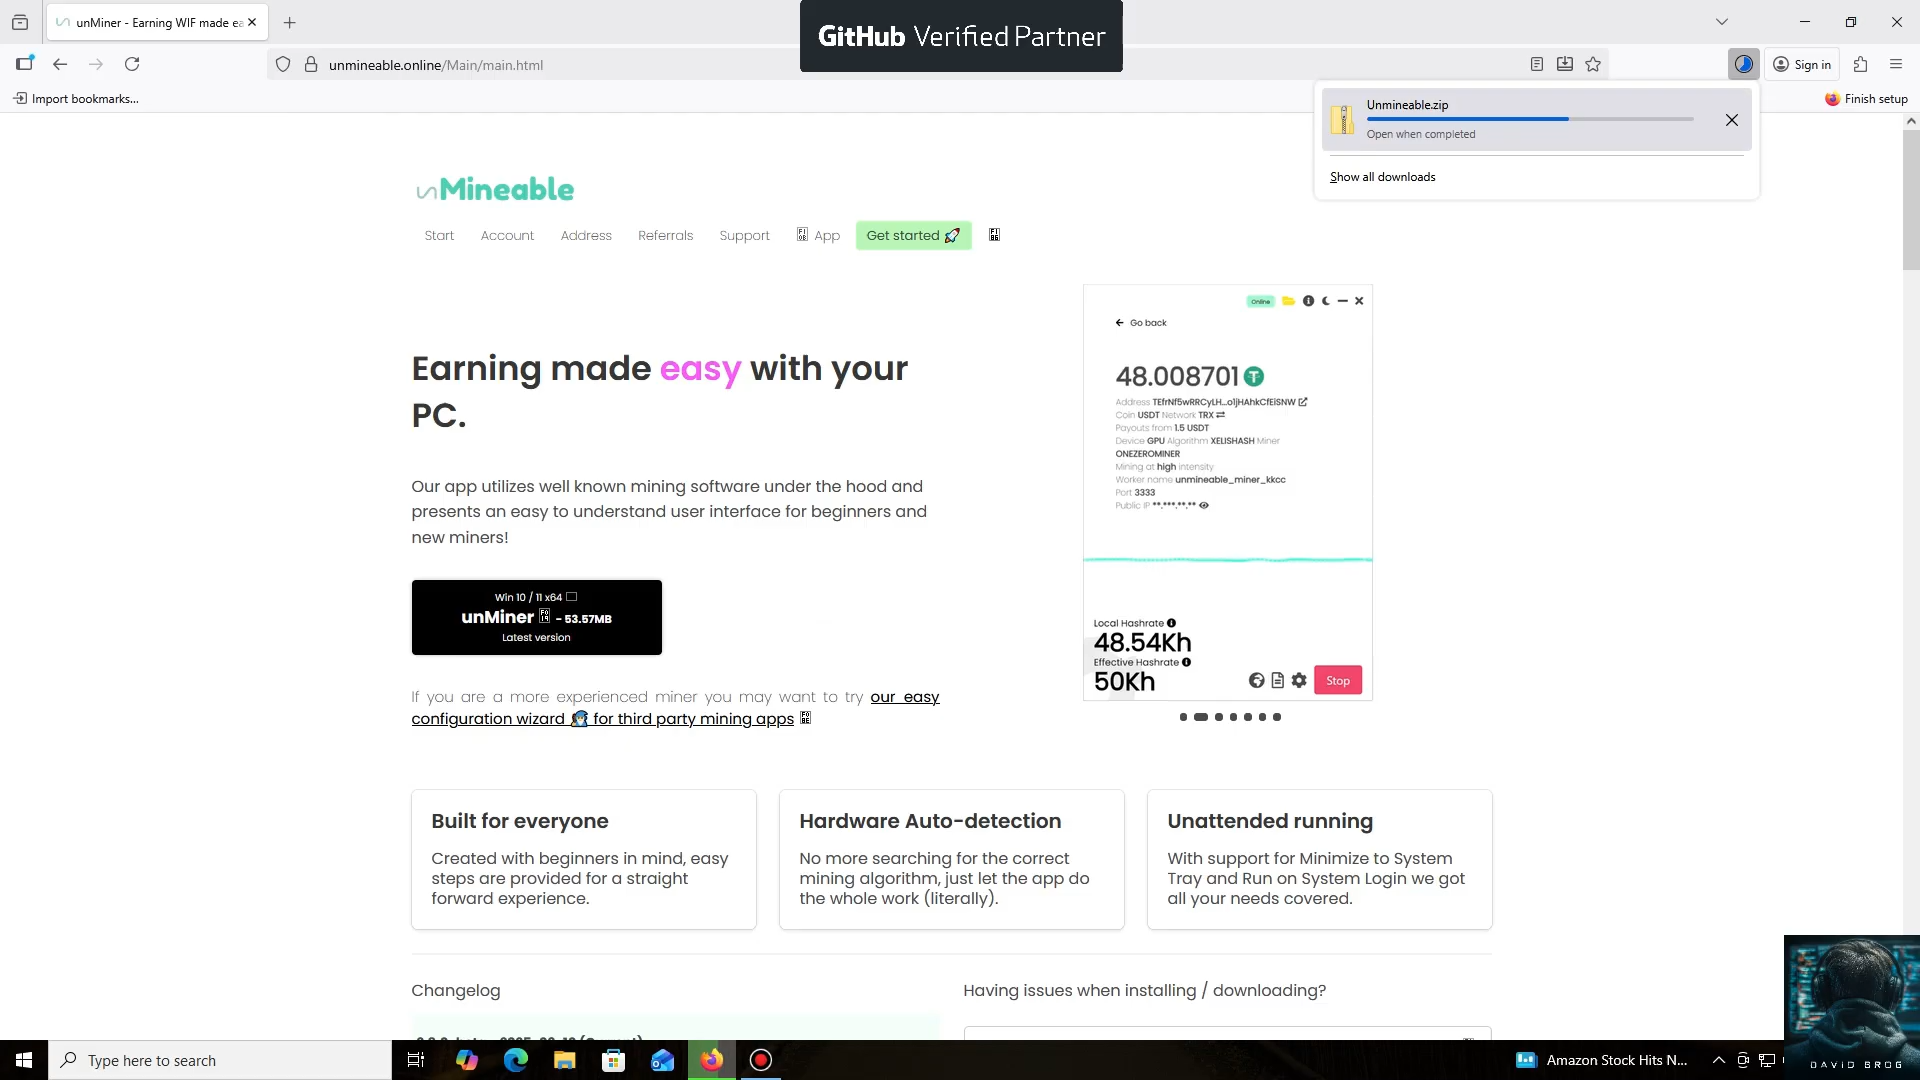 unMiner - Earning WIF made ea
GitHub Verified Partner
unmineable.online/Main/main.html
Sign in
Import bookmarks...
Finish setup
Unmineable.zip
Open when completed
Show all downloads
unMineable
Start
Account
Address
Referrals
Support
App
Get started 🚀
Online
Go back
48.008701
Address TEfrNf5wRRCyLH...o1jHAhkCfEiSNW
Coin USDT Network TRX
Payouts from 1.5 USDT
Device GPU Algorithm XELISHASH Miner
ONEZEROMINER
Mining at high intensity
Worker name unmineable_miner_kkcc
Port 3333
Public IP **.***.**.**
Local Hashrate
48.54Kh
Effective Hashrate
50Kh
Stop
Earning made easy with your
PC.
Our app utilizes well known mining software under the hood and
presents an easy to understand user interface for beginners and
new miners!
Win 10 / 11 x64
unMiner - 53.57MB
Latest version
If you are a more experienced miner you may want to try our easy
configuration wizard for third party mining apps
Built for everyone
Created with beginners in mind, easy
steps are provided for a straight
forward experience.
Hardware Auto-detection
No more searching for the correct
mining algorithm, just let the app do
the whole work (literally).
Unattended running
With support for Minimize to System
Tray and Run on System Login we got
all your needs covered.
Changelog
Having issues when installing / downloading?
Type here to search
Amazon Stock Hits N...
DAVID BROG